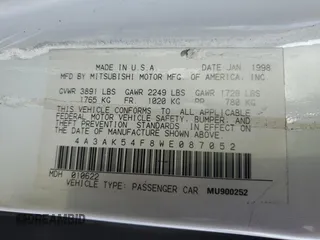 MADE IN U.S.A. DATE JAN 1998
MFD BY MITSUBISHI MOTOR MFG. OF AMERICA, INC.
GVWR 3891 LBS GAWR 2249 LBS GAWR 1729 LBS
1765 KG FR. 1020 KG RR. 780 KG
THIS VEHICLE CONFORMS TO ALL APPLICABLE
FEDERAL MOTOR VEHICLE SAFETY, BUMPER, AND
THEFT PREVENTION STANDARDS IN EFFECT ON
THE DATE OF MANUFACTURE SHOWN ABOVE
4A3AK54F8WE087052
MDH 010622
VEHICLE TYPE: PASSENGER CAR MU900252